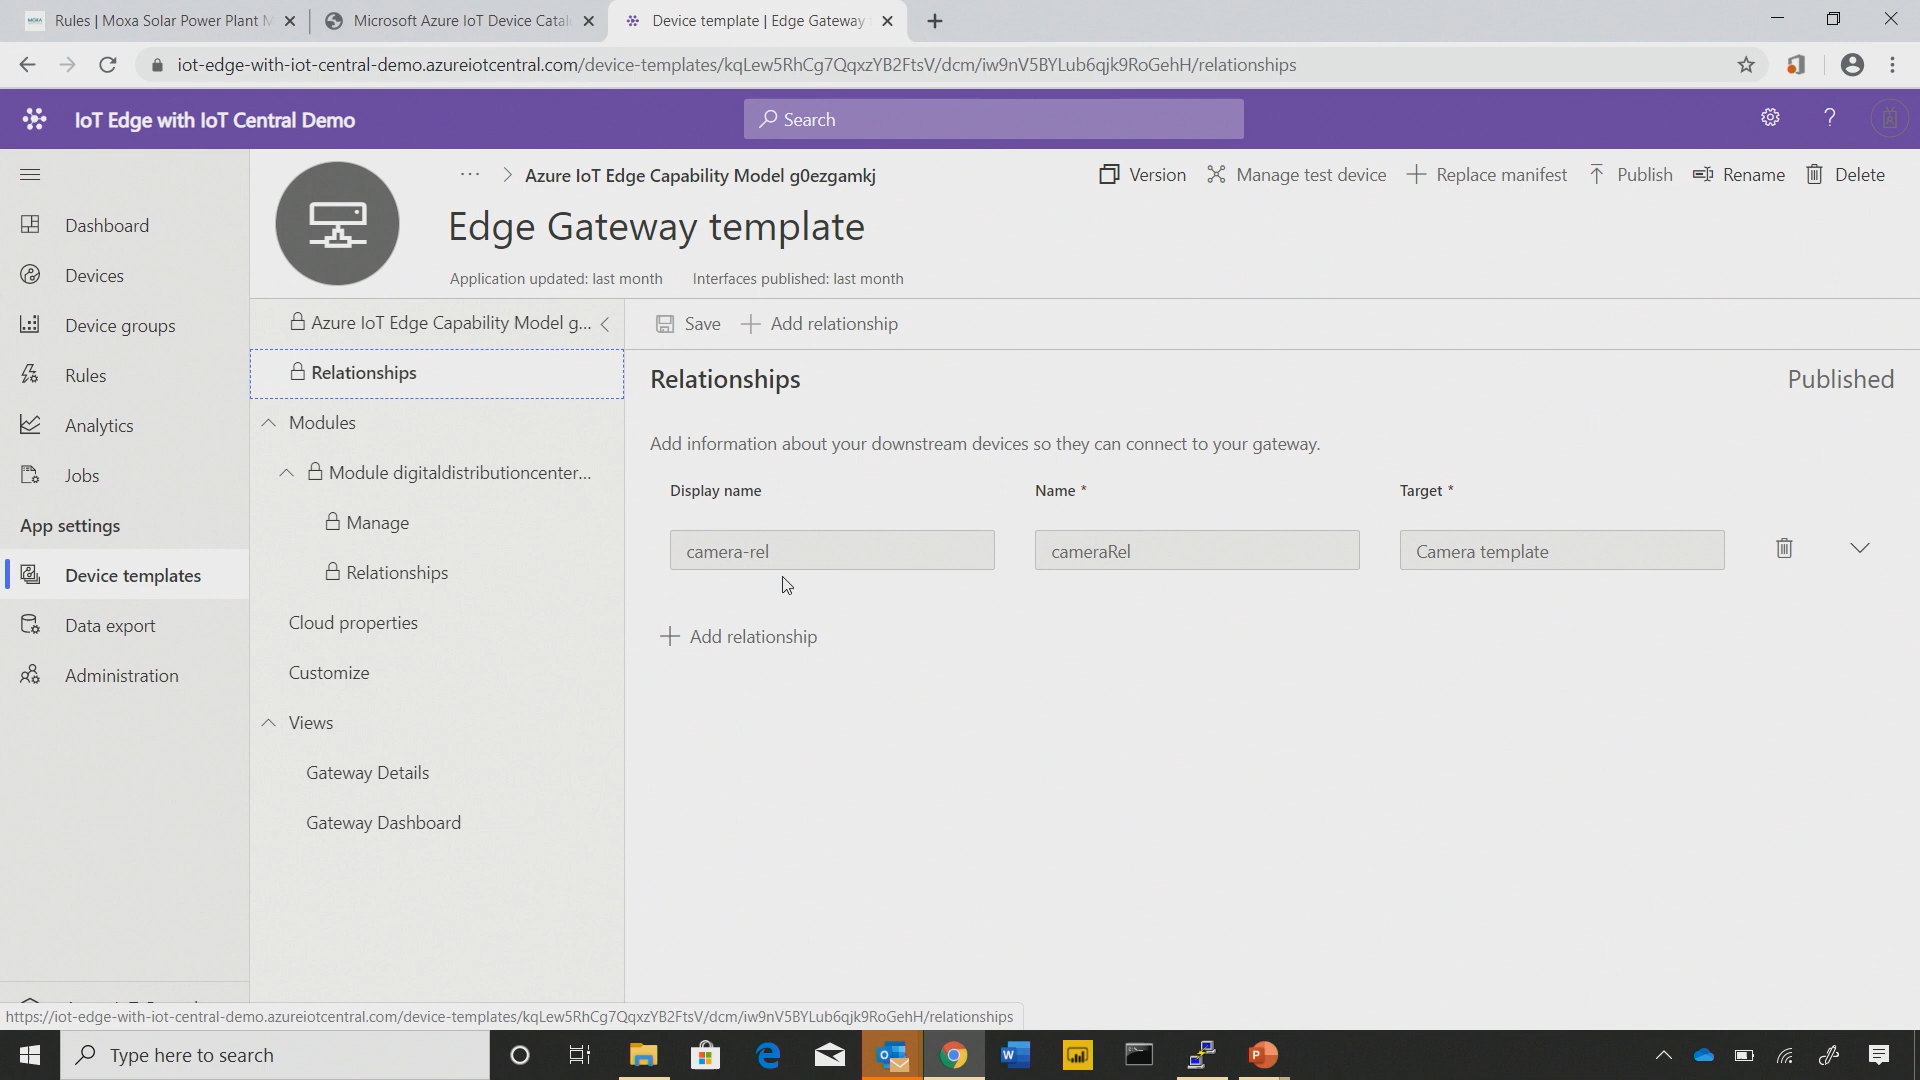 Rules | Moxa Solar Power Plant M
Microsoft Azure IoT Device Catal
Device template | Edge Gateway
iot-edge-with-iot-central-demo.azureiotcentral.com/device-templates/kqLew5RhCg7QqxzYB2FtsV/dcm/iw9nV5BYLub6qjk9RoGehH/relationships
IoT Edge with IoT Central Demo
Search
?
... > Azure IoT Edge Capability Model g0ezgamkj
Version
Manage test device
Replace manifest
Publish
Rename
Delete
Edge Gateway template
Application updated: last month
Interfaces published: last month
Dashboard
Devices
Device groups
Rules
Analytics
Jobs
App settings
Device templates
Data export
Administration
Azure IoT Edge Capability Model g...
Relationships
Modules
Module digitaldistributioncenter...
Manage
Relationships
Cloud properties
Customize
Views
Gateway Details
Gateway Dashboard
Save
Add relationship
Relationships
Published
Add information about your downstream devices so they can connect to your gateway.
Display name
Name *
Target *
camera-rel
cameraRel
Camera template
Add relationship
https://iot-edge-with-iot-central-demo.azureiotcentral.com/device-templates/kqLew5RhCg7QqxzYB2FtsV/dcm/iw9nV5BYLub6qjk9RoGehH/relationships
Type here to search